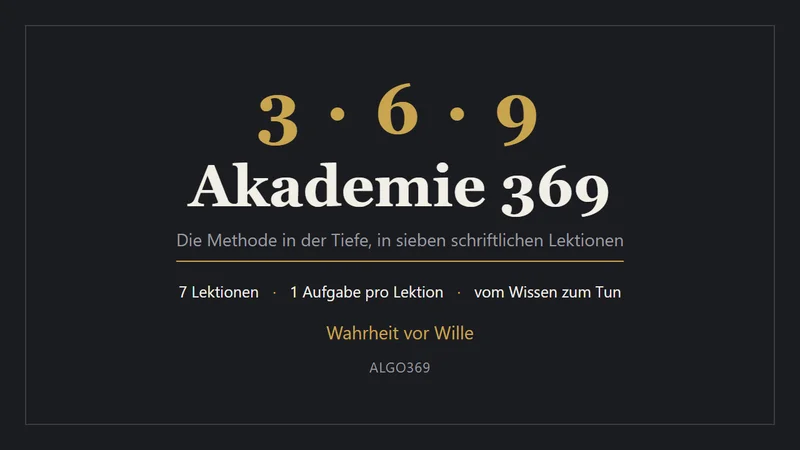 3 · 6 · 9
Akademie 369
Die Methode in der Tiefe, in sieben schriftlichen Lektionen
7 Lektionen · 1 Aufgabe pro Lektion · vom Wissen zum Tun
Wahrheit vor Wille
ALGO369